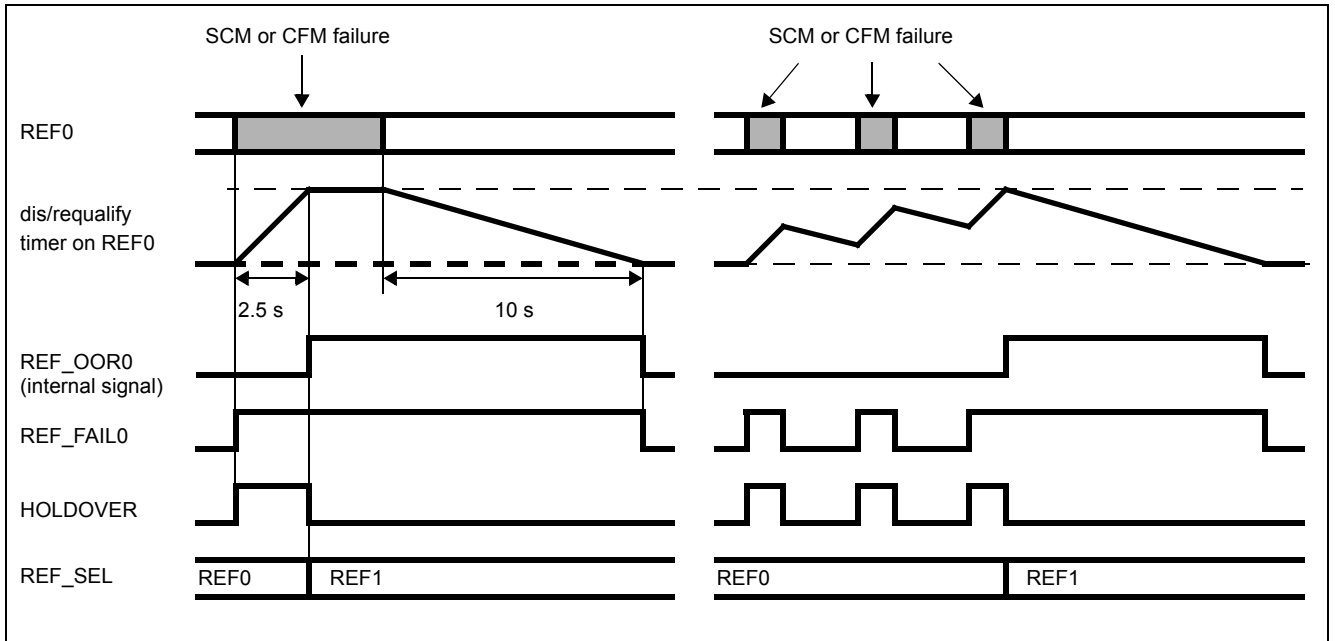 SCM or CFM failure
SCM or CFM failure
REF0
dis/requalify
timer on REF0
2.5 s
10 s
REF_OOR0
(internal signal)
REF_FAIL0
HOLDOVER
REF_SEL
REF0
REF1
REF0
REF1